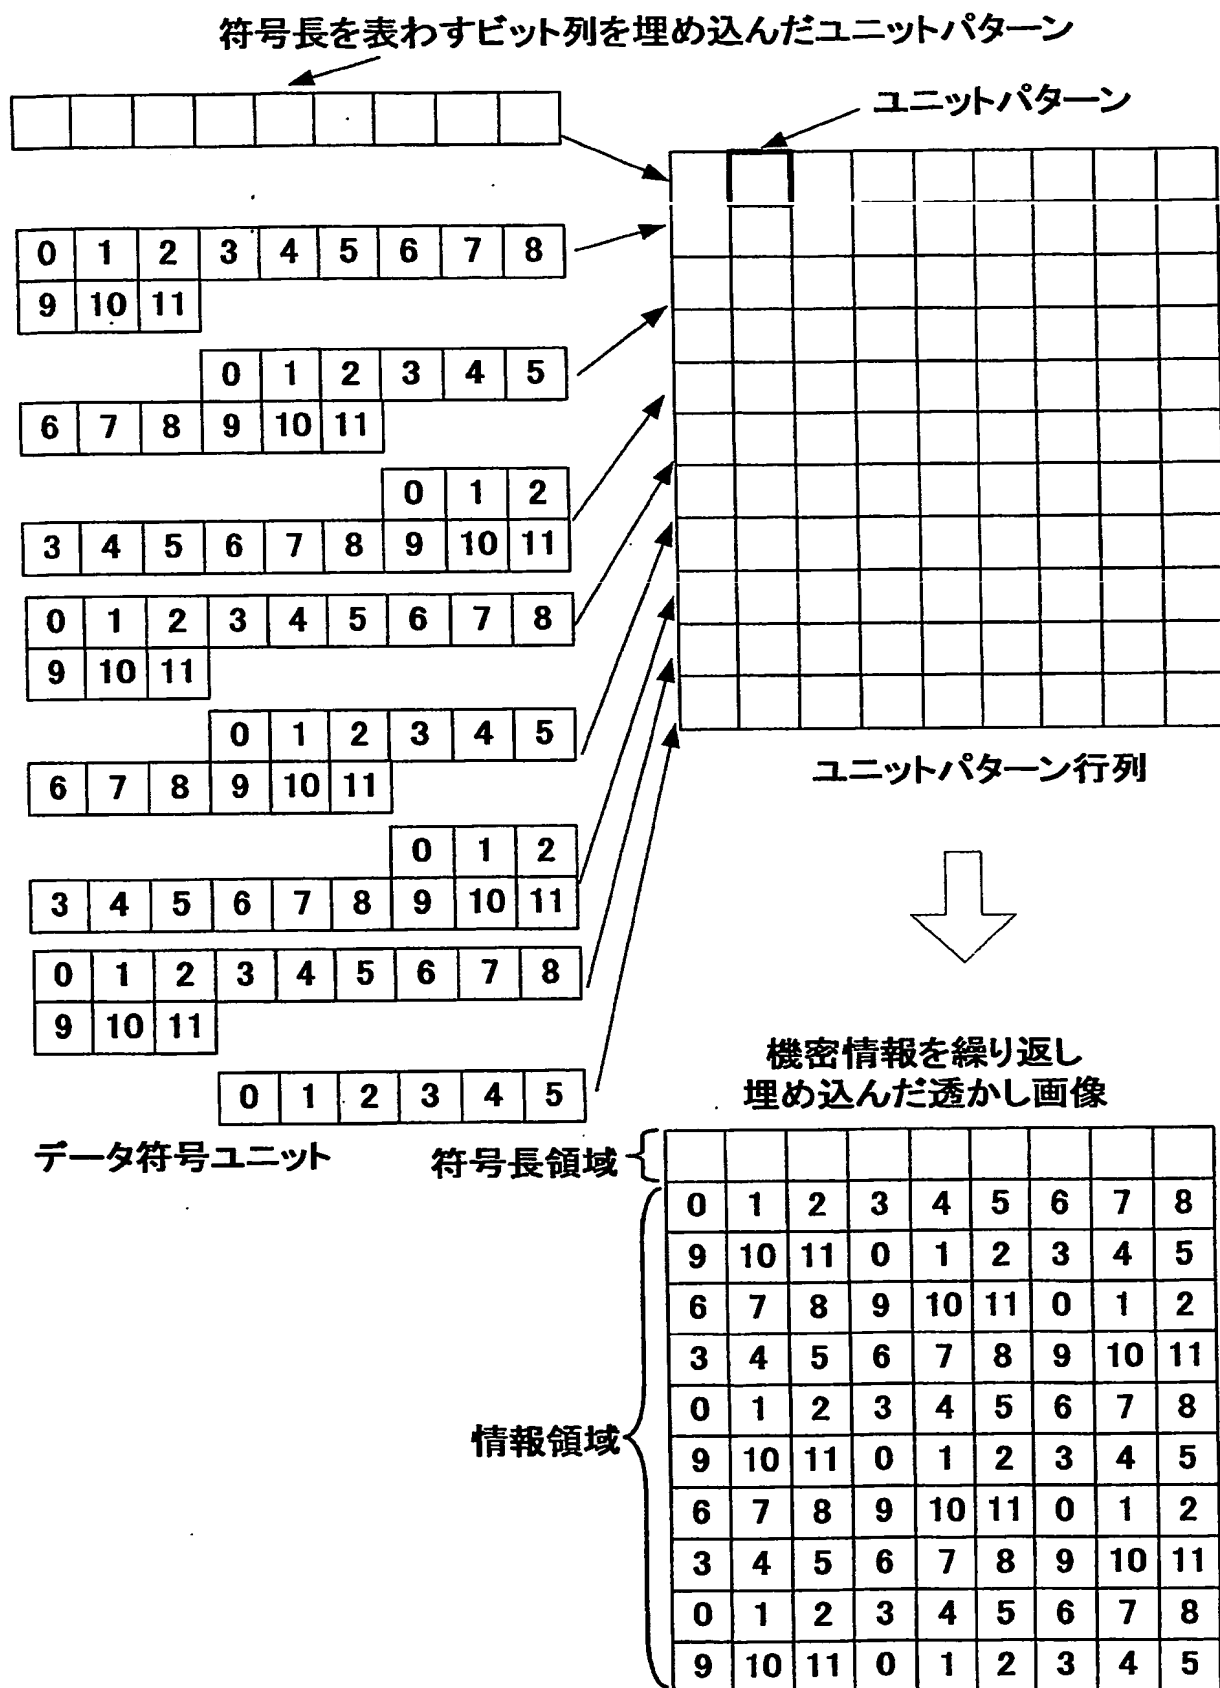 符号長を表わすビット列を埋め込んだユニットパターン
ユニットパターン
0 1 2 3 4 5 6 7 8
9 10 11
0 1 2 3 4 5
6 7 8 9 10 11
0 1 2
3 4 5 6 7 8 9 10 11
0 1 2 3 4 5 6 7 8
9 10 11
0 1 2 3 4 5
6 7 8 9 10 11
0 1 2
3 4 5 6 7 8 9 10 11
0 1 2 3 4 5 6 7 8
9 10 11
0 1 2 3 4 5
データ符号ユニット
ユニットパターン行列
機密情報を繰り返し
埋め込んだ透かし画像
符号長領域
情報領域
0 1 2 3 4 5 6 7 8
9 10 11 0 1 2 3 4 5
6 7 8 9 10 11 0 1 2
3 4 5 6 7 8 9 10 11
0 1 2 3 4 5 6 7 8
9 10 11 0 1 2 3 4 5
6 7 8 9 10 11 0 1 2
3 4 5 6 7 8 9 10 11
0 1 2 3 4 5 6 7 8
9 10 11 0 1 2 3 4 5